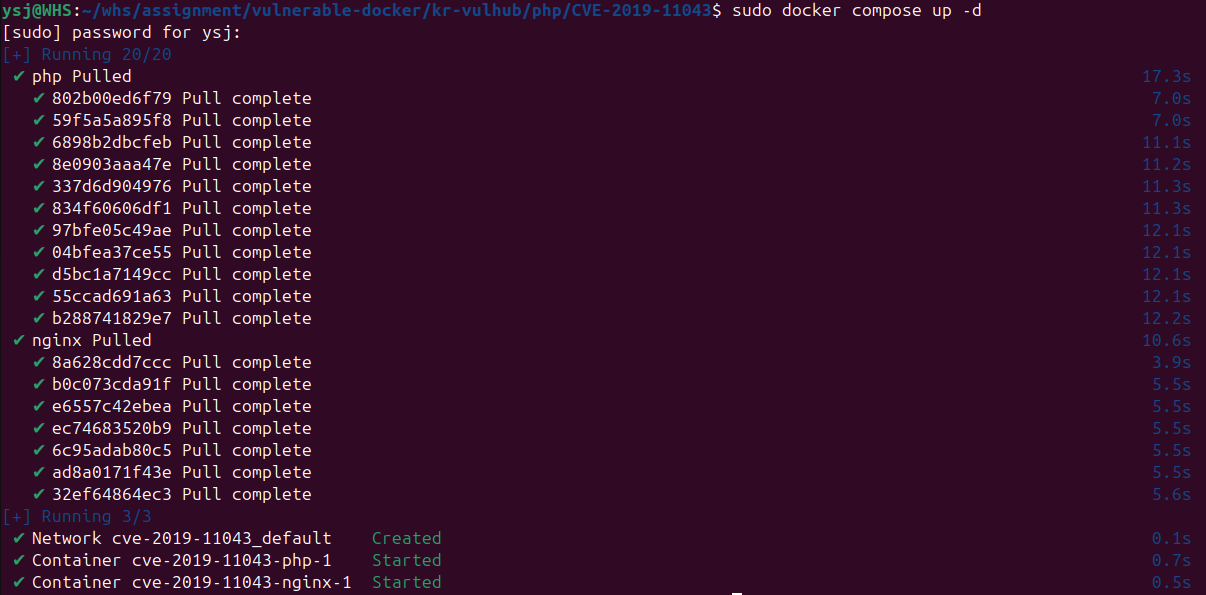 ysj@WHS:~/whs/assignment/vulnerable-docker/kr-vulhub/php/CVE-2019-11043$ sudo docker compose up -d
[sudo] password for ysj:
[+] Running 20/20
✔ php Pulled 17.3s
✔ 802b00ed6f79 Pull complete 7.0s
✔ 59f5a5a895f8 Pull complete 7.0s
✔ 6898b2dbcfeb Pull complete 11.1s
✔ 8e0903aaa47e Pull complete 11.2s
✔ 337d6d904976 Pull complete 11.3s
✔ 834f60606df1 Pull complete 11.3s
✔ 97bfe05c49ae Pull complete 12.1s
✔ 04bfea37ce55 Pull complete 12.1s
✔ d5bc1a7149cc Pull complete 12.1s
✔ 55ccad691a63 Pull complete 12.1s
✔ b288741829e7 Pull complete 12.2s
✔ nginx Pulled 10.6s
✔ 8a628cdd7ccc Pull complete 3.9s
✔ b0c073cda91f Pull complete 5.5s
✔ e6557c42ebea Pull complete 5.5s
✔ ec74683520b9 Pull complete 5.5s
✔ 6c95adab80c5 Pull complete 5.5s
✔ ad8a0171f43e Pull complete 5.5s
✔ 32ef64864ec3 Pull complete 5.6s
[+] Running 3/3
✔ Network cve-2019-11043_default Created 0.1s
✔ Container cve-2019-11043-php-1 Started 0.7s
✔ Container cve-2019-11043-nginx-1 Started 0.5s